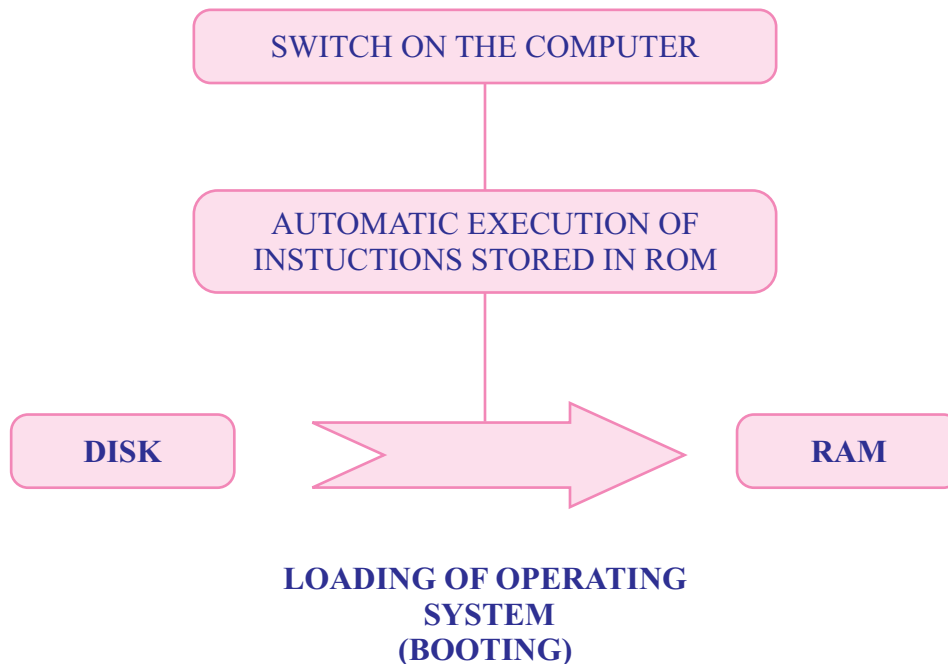 SWITCH ON THE COMPUTER
AUTOMATIC EXECUTION OF
INSTUCTIONS STORED IN ROM
DISK
RAM
LOADING OF OPERATING
SYSTEM
(BOOTING)